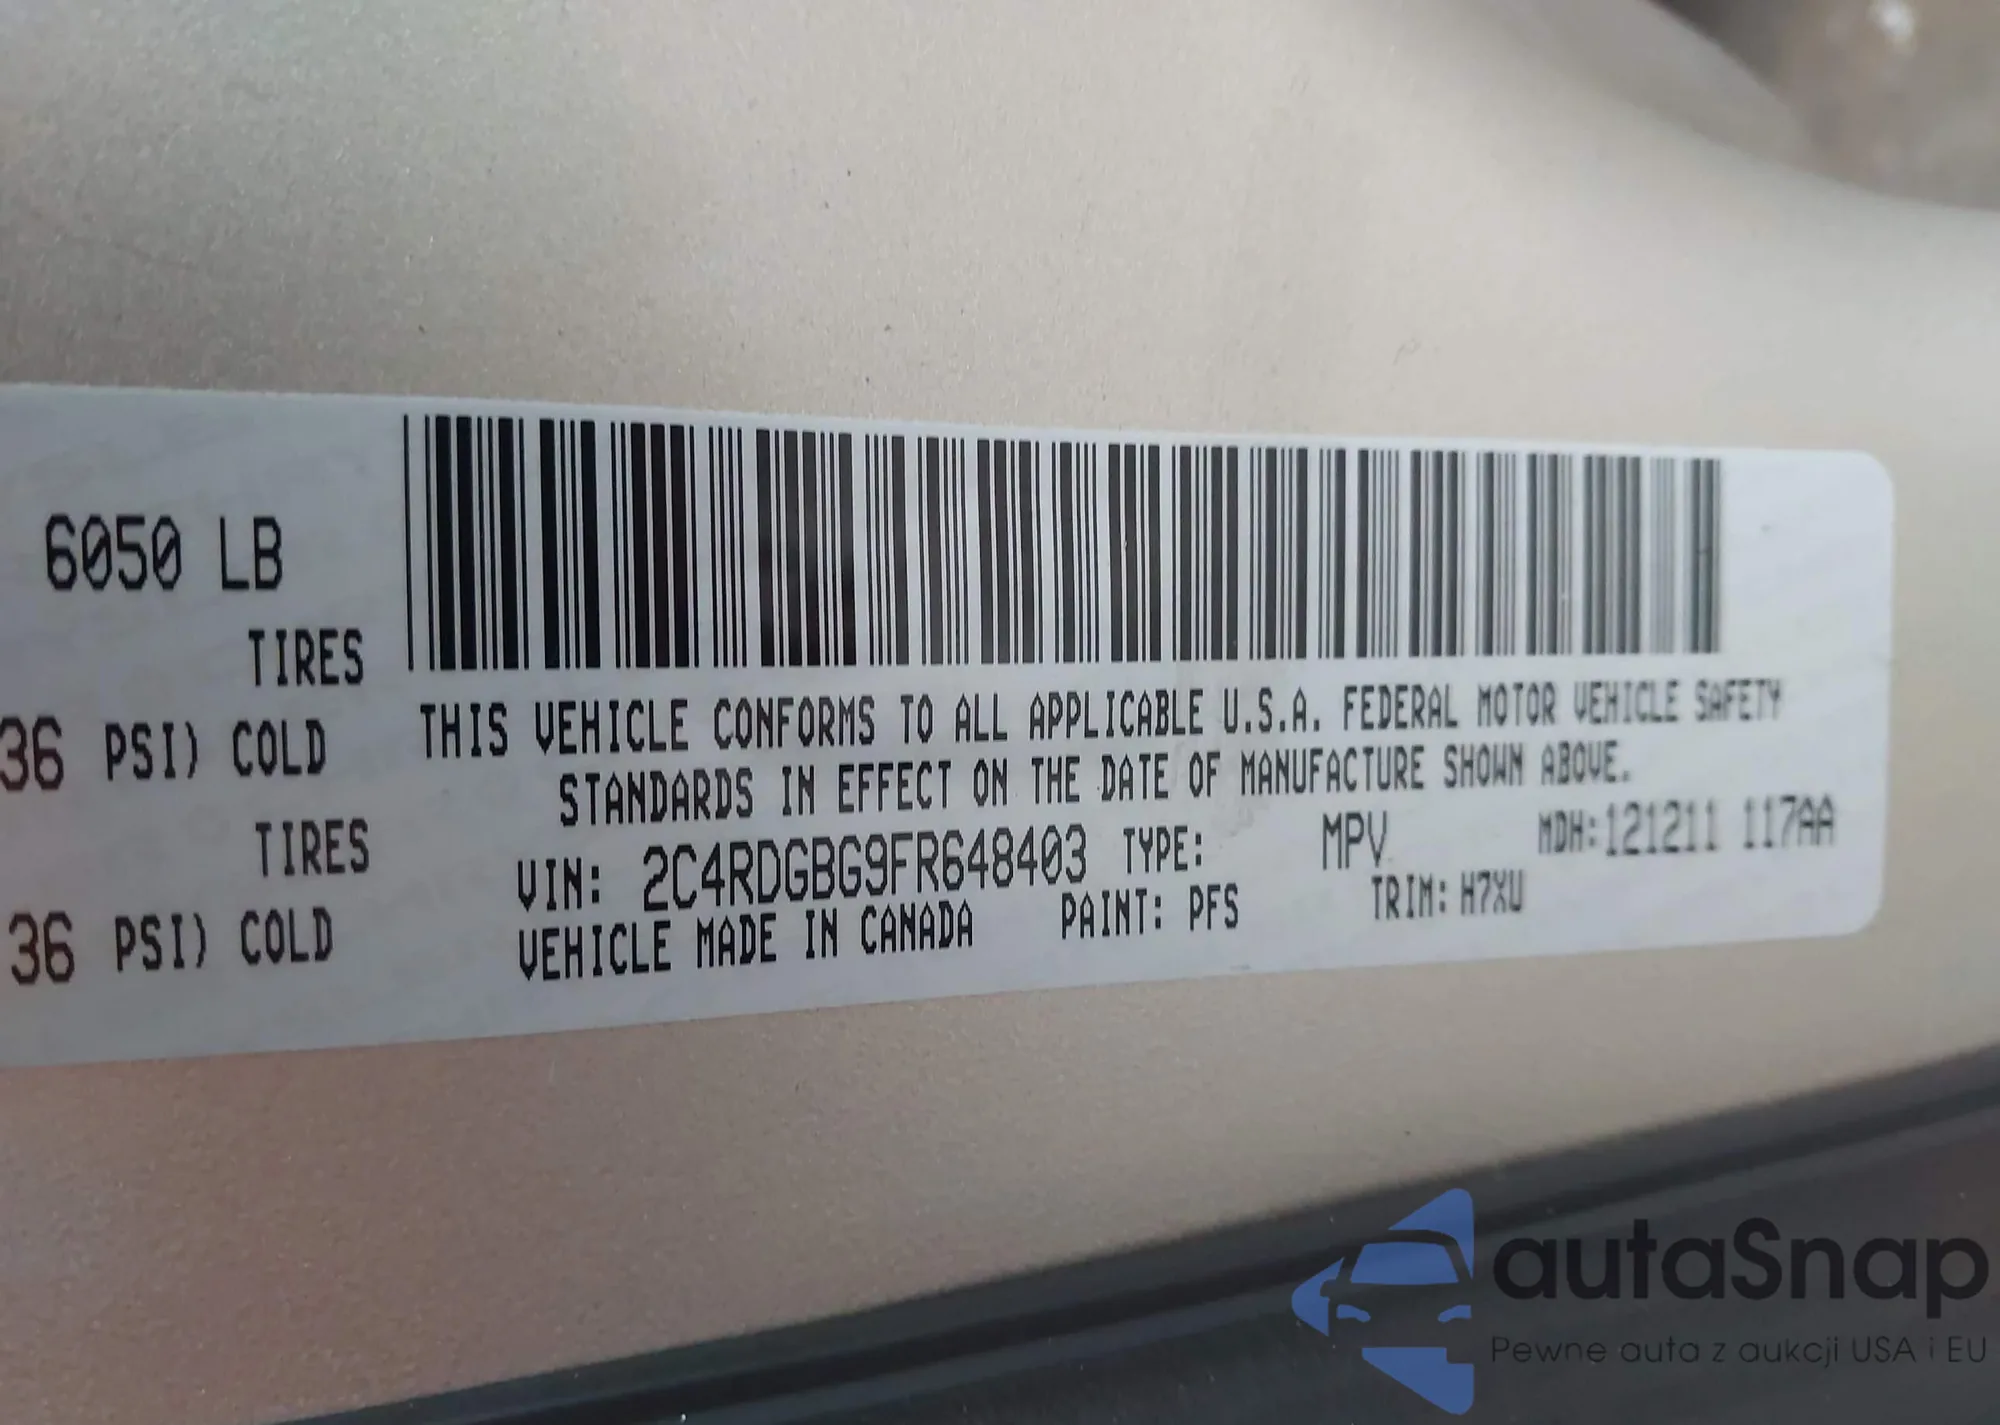 6050 LB
TIRES
36 PSI) COLD
TIRES
36 PSI) COLD
THIS VEHICLE CONFORMS TO ALL APPLICABLE U.S.A. FEDERAL MOTOR VEHICLE SAFETY
STANDARDS IN EFFECT ON THE DATE OF MANUFACTURE SHOWN ABOVE.
VIN: 2C4RDGBG9FR648403 TYPE: MPV MDH:121211 117AA
VEHICLE MADE IN CANADA PAINT: PFS TRIM: H7XU
autaSnap
Pewne auta z aukcji USA i EU